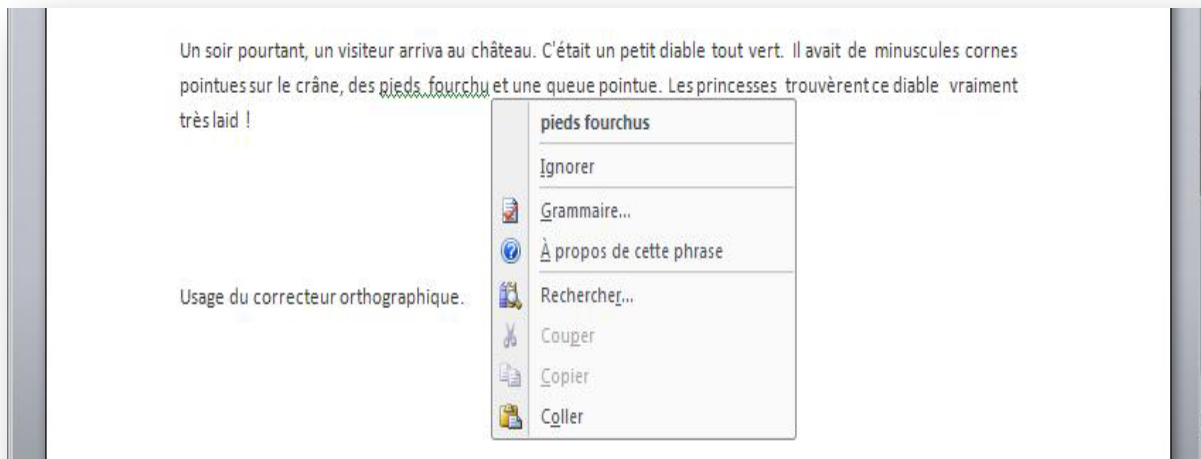 Un soir pourtant, un visiteur arriva au château. C'était un petit diable tout vert. Il avait de minuscules cornes
pointues sur le crâne, des pieds fourchu et une queue pointue. Les princesses trouvèrent ce diable vraiment
très laid !
pieds fourchus
Ignorer
Grammaire...
À propos de cette phrase
Usage du correcteur orthographique.
Rechercher...
Couper
Copier
Coller